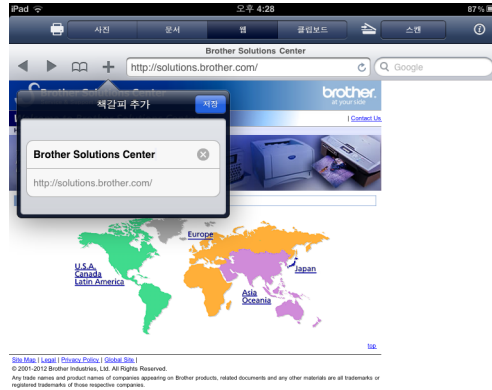 iPad
오후 4:28
87 %
사진
문서
웹
클립보드
스캔
Brother Solutions Center
http://solutions.brother.com/
Google
책갈피 추가
저장
Brother Solutions Center
http://solutions.brother.com/
brother.
at your side
| Contact Us
Europe
U.S.A.
Canada
Latin America
Japan
Asia
Oceania
top
Site Map | Legal | Privacy Policy | Global Site |
© 2001-2012 Brother Industries, Ltd. All Rights Reserved.
Any trade names and product names of companies appearing on Brother products, related documents and any other materials are all trademarks or
registered trademarks of those respective companies.